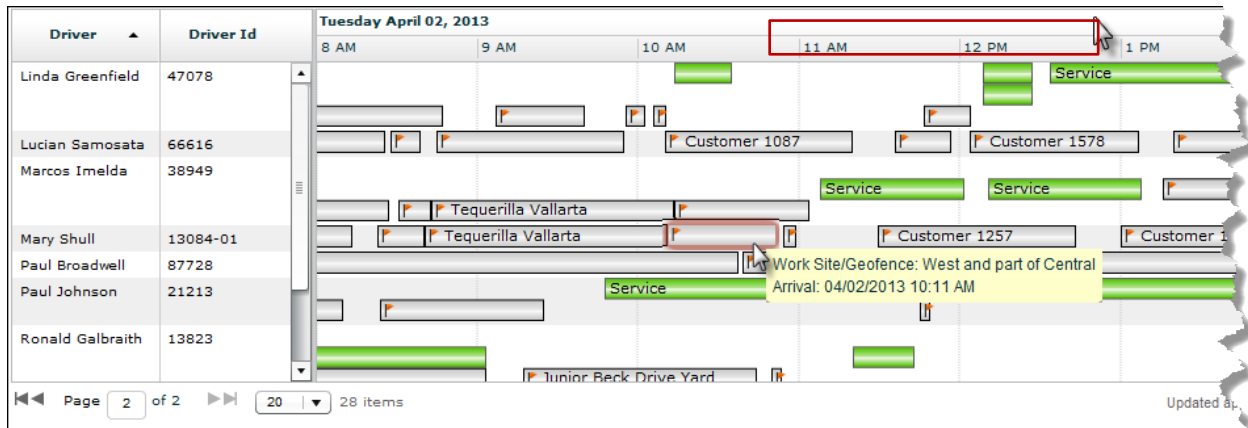 Driver Driver Id Tuesday April 02, 2013
8 AM 9 AM 10 AM 11 AM 12 PM 1 PM
Linda Greenfield 47078 Service
Lucian Samosata 66616 Customer 1087 Customer 1578
Marcos Imelda 38949
Service Service
Tequerilla Vallarta
Mary Shull 13084-01 Tequerilla Vallarta Customer 1257 Customer 1
Paul Broadwell 87728
Work Site/Geofence: West and part of Central
Arrival: 04/02/2013 10:11 AM
Paul Johnson 21213 Service
Ronald Galbraith 13823
Junior Beck Drive Yard
Page 2 of 2 20 28 items Updated